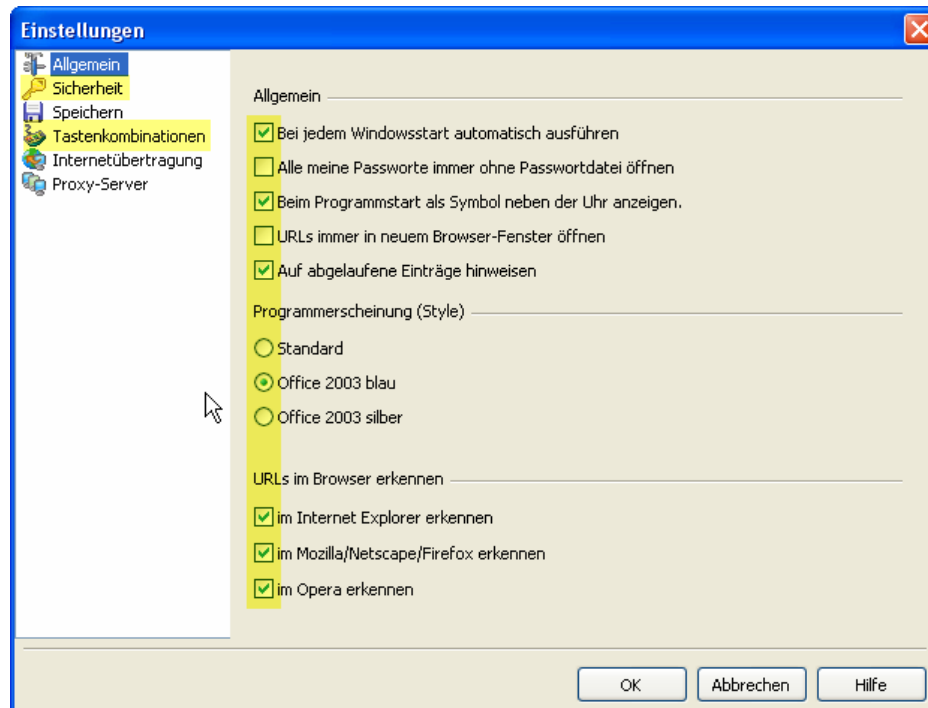 Einstellungen
Allgemein
Sicherheit
Speichern
Tastenkombinationen
Internetübertragung
Proxy-Server
Allgemein
Bei jedem Windowsstart automatisch ausführen
Alle meine Passworte immer ohne Passwortdatei öffnen
Beim Programmstart als Symbol neben der Uhr anzeigen.
URLs immer in neuem Browser-Fenster öffnen
Auf abgelaufene Einträge hinweisen
Programmerscheinung (Style)
Standard
Office 2003 blau
Office 2003 silber
URLs im Browser erkennen
im Internet Explorer erkennen
im Mozilla/Netscape/Firefox erkennen
im Opera erkennen
OK
Abbrechen
Hilfe